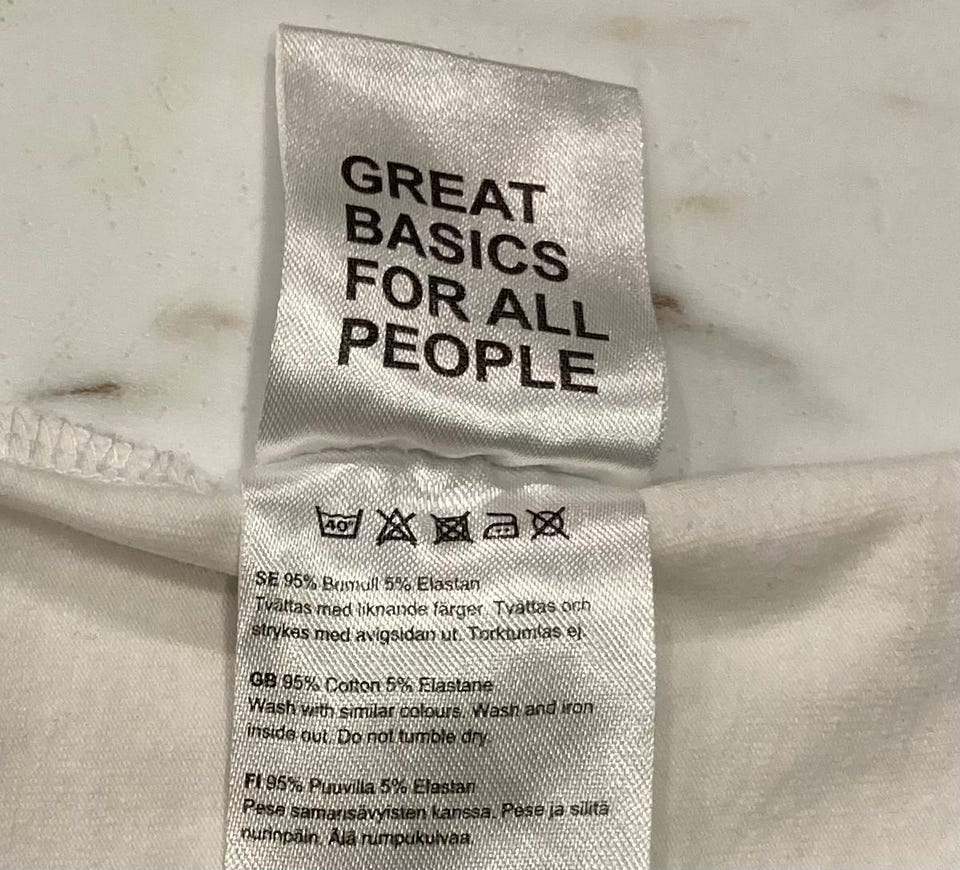 GREAT
BASICS
FOR ALL
PEOPLE
40°
SE 95% Bomull 5% Elastan
Tvättas med liknande färger. Tvättas och
strykes med avigsidan ut. Torktumlas ej.
GB 95% Cotton 5% Elastane
Wash with similar colours. Wash and iron
inside out. Do not tumble dry.
FI 95% Puuvilla 5% Elastan
Pese samansävyisten kanssa. Pese ja silitä
nurinpäin. Älä rumpukuivaa.